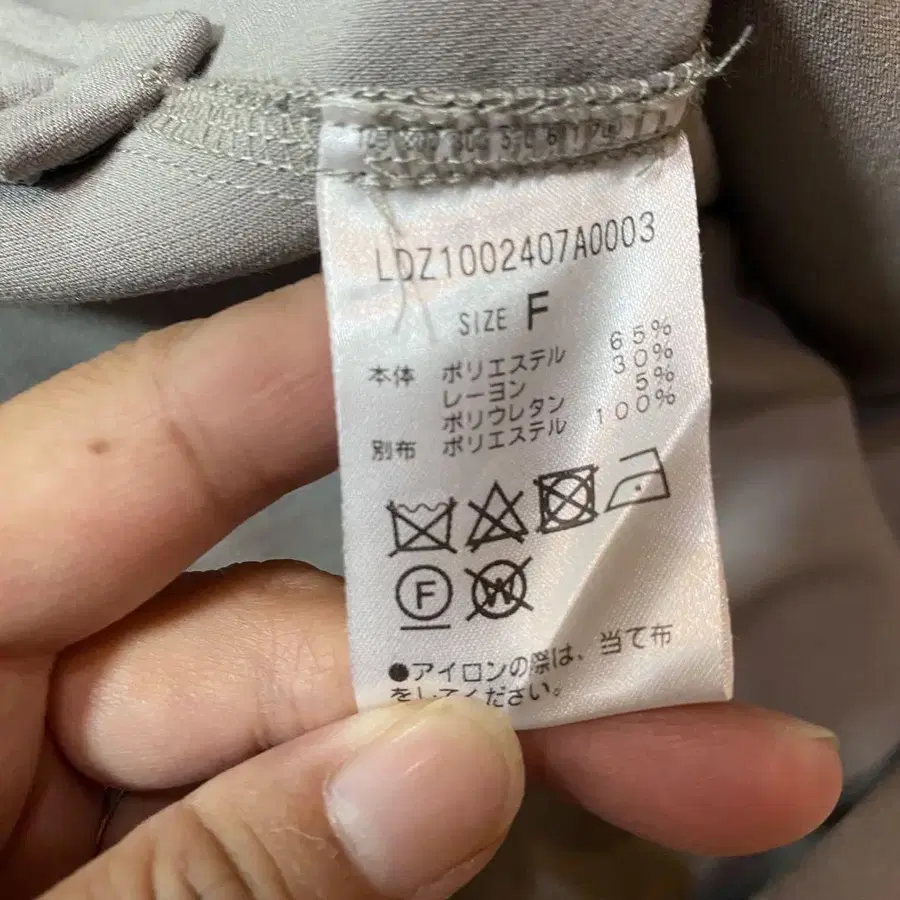 LDZ1002407A0003
SIZE F
本体 ポリエステル 65%
レーヨン 30%
ポリウレタン 5%
別布 ポリエステル 100%
F W
●アイロンの際は、当て布
をしてください。